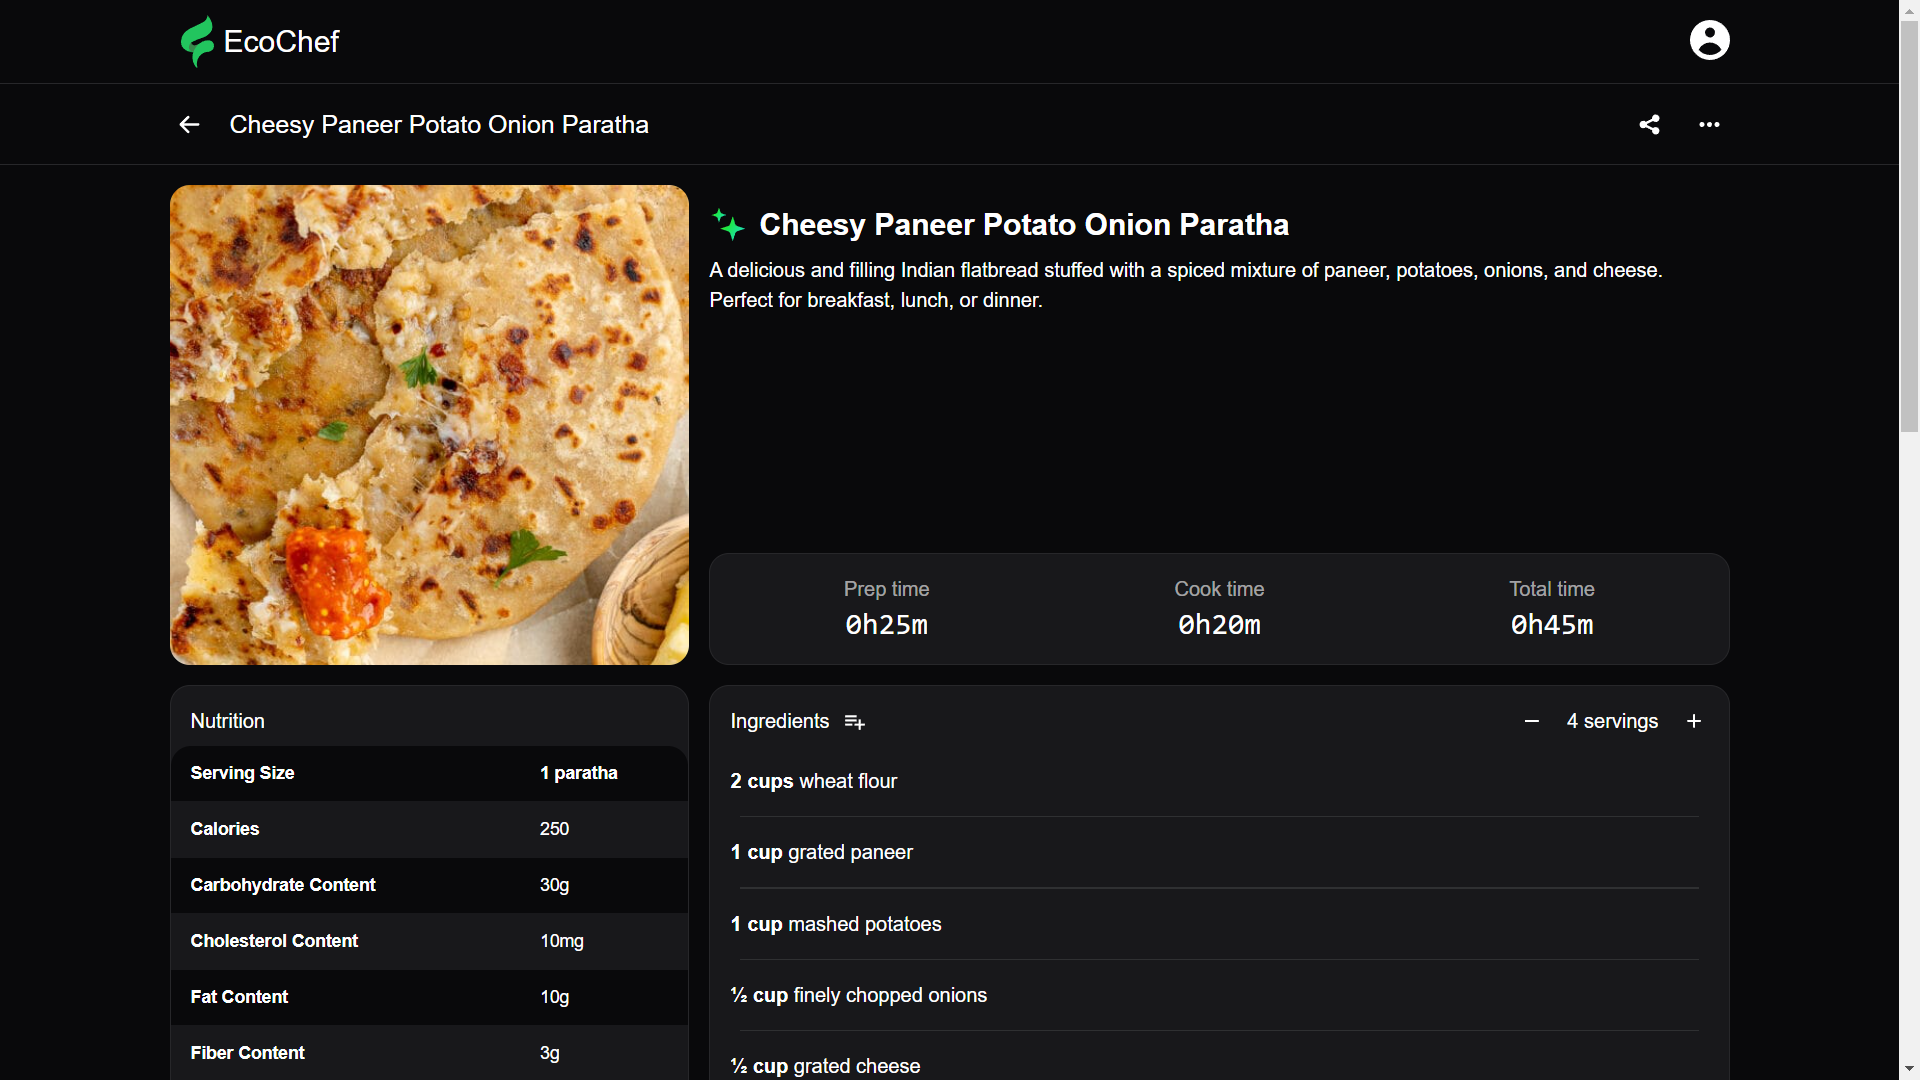 EcoChef
Cheesy Paneer Potato Onion Paratha
Cheesy Paneer Potato Onion Paratha
A delicious and filling Indian flatbread stuffed with a spiced mixture of paneer, potatoes, onions, and cheese.
Perfect for breakfast, lunch, or dinner.
Prep time Cook time Total time
0h25m 0h20m 0h45m
Nutrition
Serving Size 1 paratha
Calories 250
Carbohydrate Content 30g
Cholesterol Content 10mg
Fat Content 10g
Fiber Content 3g
Ingredients 4 servings
2 cups wheat flour
1 cup grated paneer
1 cup mashed potatoes
½ cup finely chopped onions
½ cup grated cheese